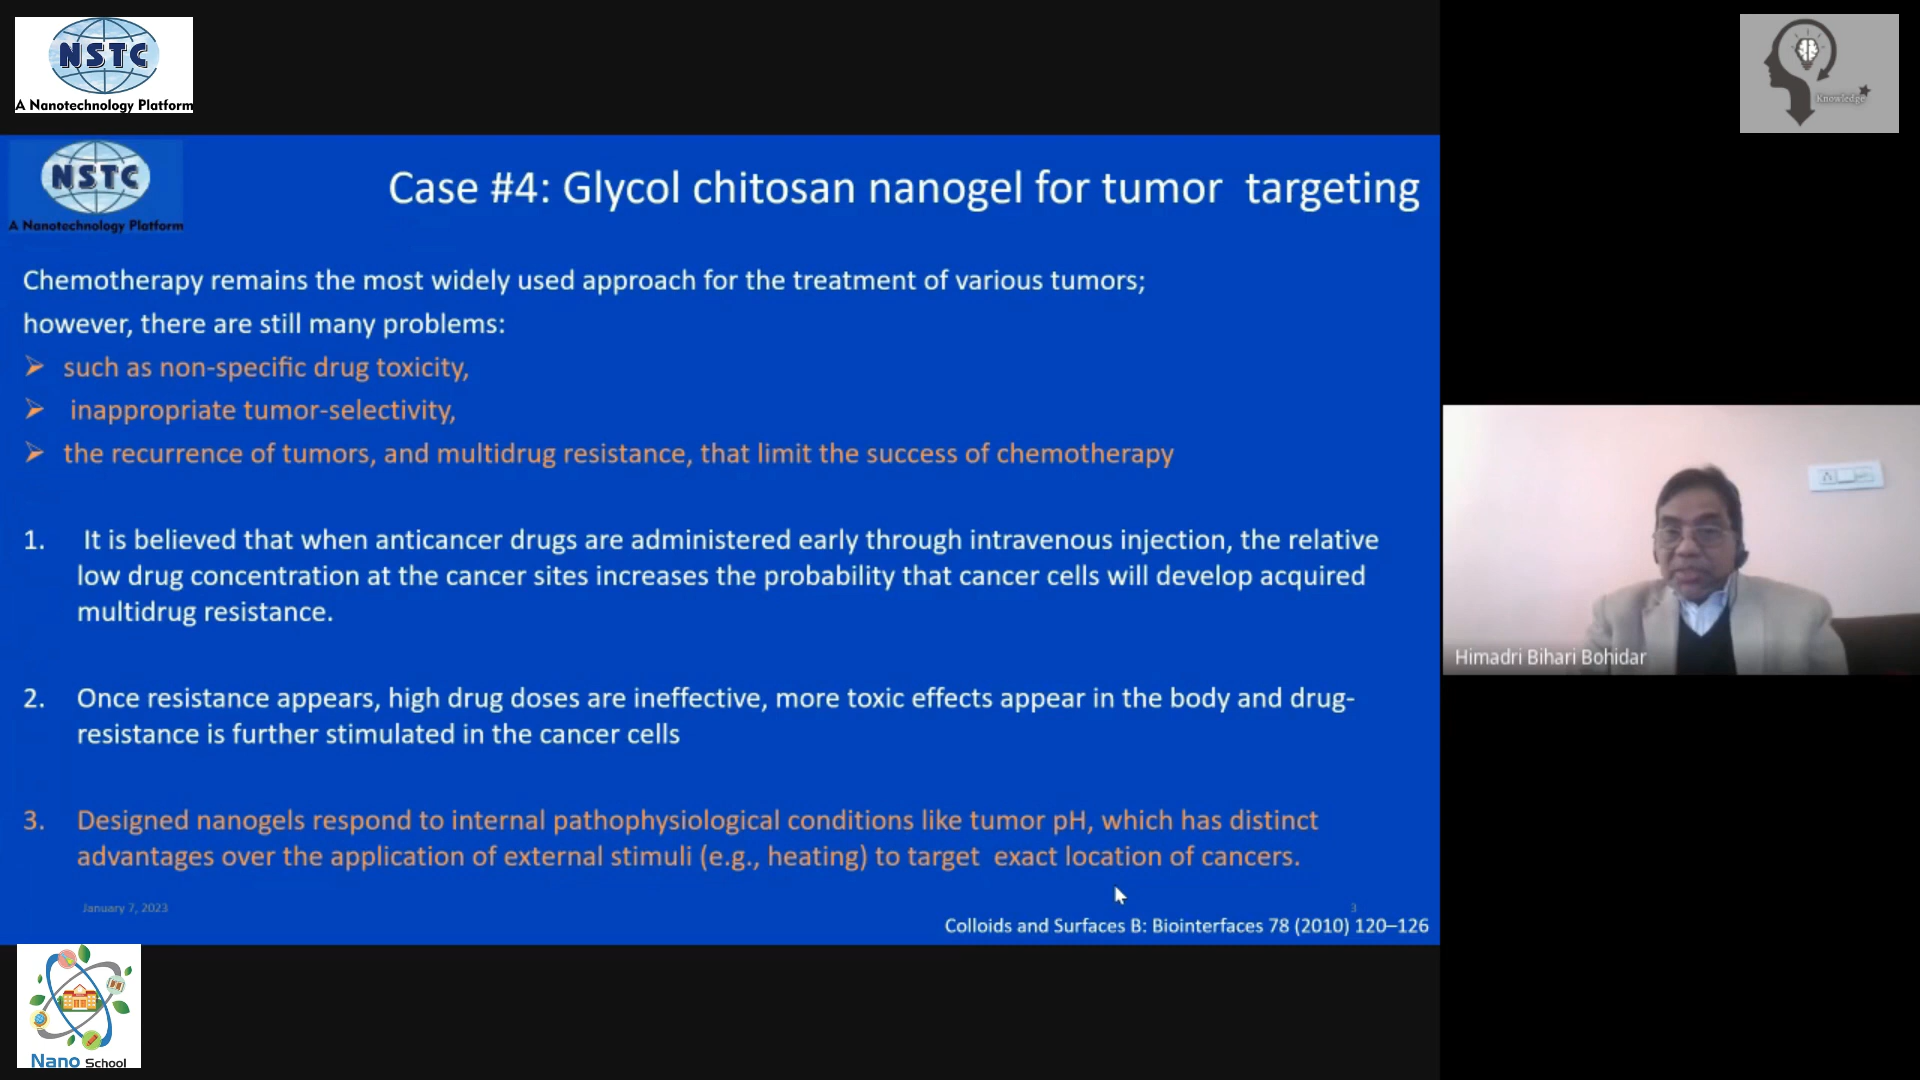 NSTC
A Nanotechnology Platform
Knowledge
NSTC
A Nanotechnology Platform
Case #4: Glycol chitosan nanogel for tumor  targeting
Chemotherapy remains the most widely used approach for the treatment of various tumors;
however, there are still many problems:
➢ such as non-specific drug toxicity,
➢ inappropriate tumor-selectivity,
➢ the recurrence of tumors, and multidrug resistance, that limit the success of chemotherapy
1. It is believed that when anticancer drugs are administered early through intravenous injection, the relative
low drug concentration at the cancer sites increases the probability that cancer cells will develop acquired
multidrug resistance.
2. Once resistance appears, high drug doses are ineffective, more toxic effects appear in the body and drug-
resistance is further stimulated in the cancer cells
3. Designed nanogels respond to internal pathophysiological conditions like tumor pH, which has distinct
advantages over the application of external stimuli (e.g., heating) to target  exact location of cancers.
January 7, 2023
3
Colloids and Surfaces B: Biointerfaces 78 (2010) 120–126
Himadri Bihari Bohidar
Nano School